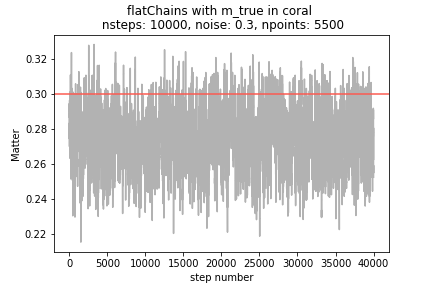 flatChains with m_true in coral
nsteps: 10000, noise: 0.3, npoints: 5500
Matter
0.32
0.30
0.28
0.26
0.24
0.22
0 5000 10000 15000 20000 25000 30000 35000 40000
step number